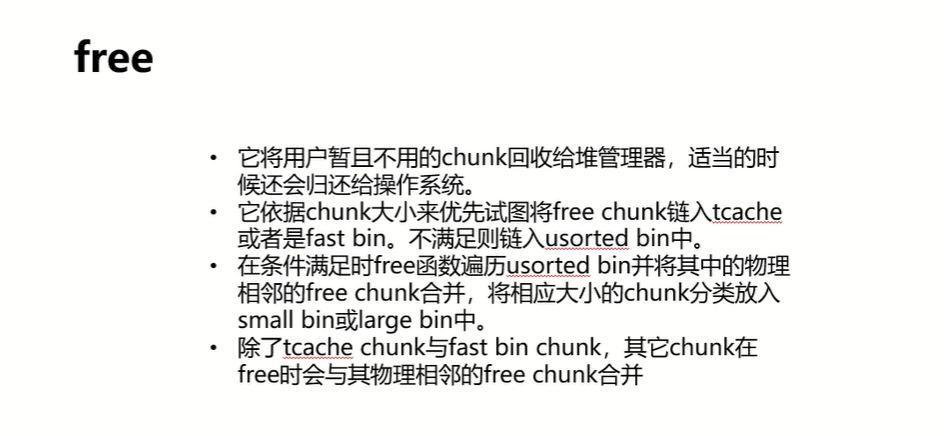 free
• 它将用户暂且不用的chunk回收给堆管理器，适当的时
候还会归还给操作系统。
• 它依据chunk大小来优先试图将free chunk链入tcache
或者是fast bin。不满足则链入usorted bin中。
• 在条件满足时free函数遍历usorted bin并将其中的物理
相邻的free chunk合并，将相应大小的chunk分类放入
small bin或large bin中。
• 除了tcache chunk与fast bin chunk，其它chunk在
free时会与其物理相邻的free chunk合并